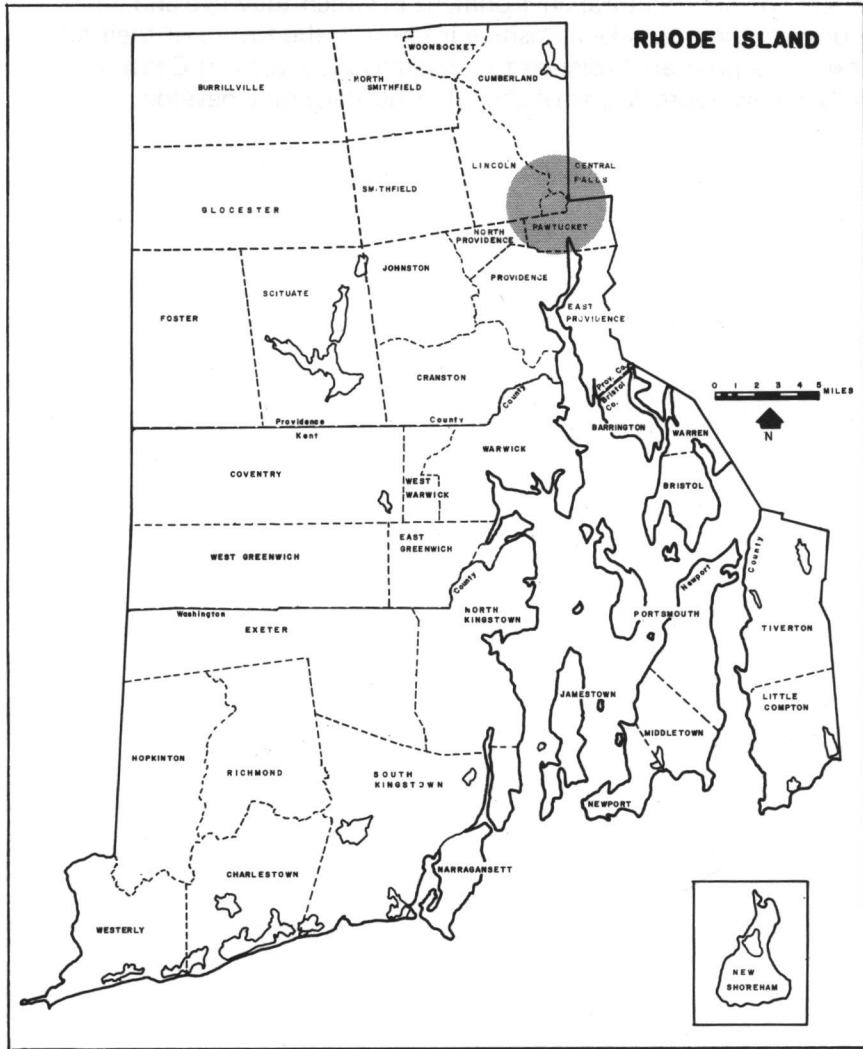 RHODE ISLAND
WOONSOCKET
CUMBERLAND
BURRILLVILLE
NORTH
SMITHFIELD
LINCOLN
CENTRAL
FALLS
SMITHFIELD
GLOCESTER
NORTH
PROVIDENCE
PAWTUCKET
JOHNSTON
PROVIDENCE
SCITUATE
FOSTER
EAST
PROVIDENCE
CRANSTON
Prov. Co.
Bristol
Co.
0 1 2 3 4 5 MILES
N
County
Providence County
Kent
BARRINGTON
WARREN
WARWICK
COVENTRY
WEST
WARWICK
BRISTOL
EAST
GREENWICH
WEST GREENWICH
County
Newport
County
Washington
NORTH
KINGSTOWN
PORTSMOUTH
EXETER
TIVERTON
JAMESTOWN
LITTLE
COMPTON
MIDDLETOWN
HOPKINTON
RICHMOND
SOUTH
KINGSTOWN
NEWPORT
NARRAGANSETT
CHARLESTOWN
WESTERLY
NEW
SHOREHAM